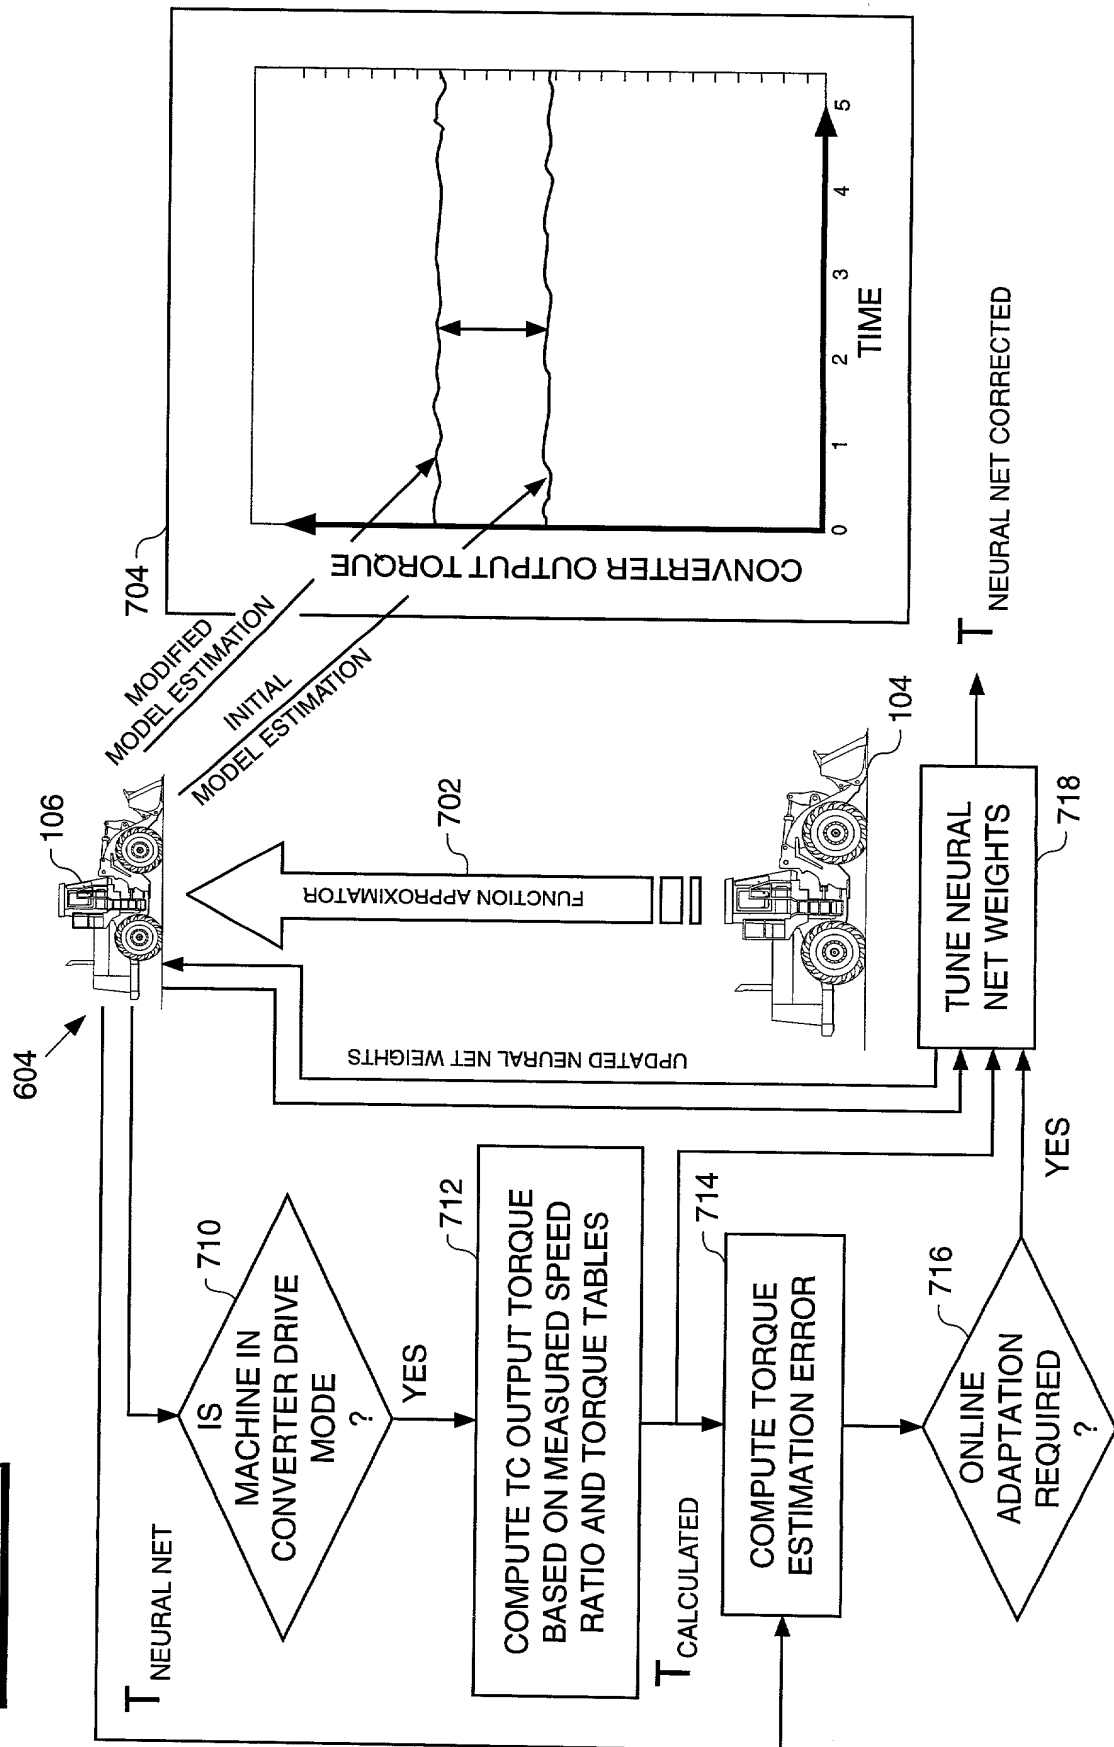 604
106
704
MODIFIED
MODEL ESTIMATION
INITIAL
MODEL ESTIMATION
CONVERTER OUTPUT TORQUE
0
1
2
3
4
5
TIME
T NEURAL NET
IS
MACHINE IN
CONVERTER DRIVE
MODE
?
710
YES
702
FUNCTION APPROXIMATOR
UPDATED NEURAL NET WEIGHTS
COMPUTE TC OUTPUT TORQUE
BASED ON MEASURED SPEED
RATIO AND TORQUE TABLES
712
T CALCULATED
COMPUTE TORQUE
ESTIMATION ERROR
714
ONLINE
ADAPTATION
REQUIRED
?
716
YES
104
TUNE NEURAL
NET WEIGHTS
718
T NEURAL NET CORRECTED